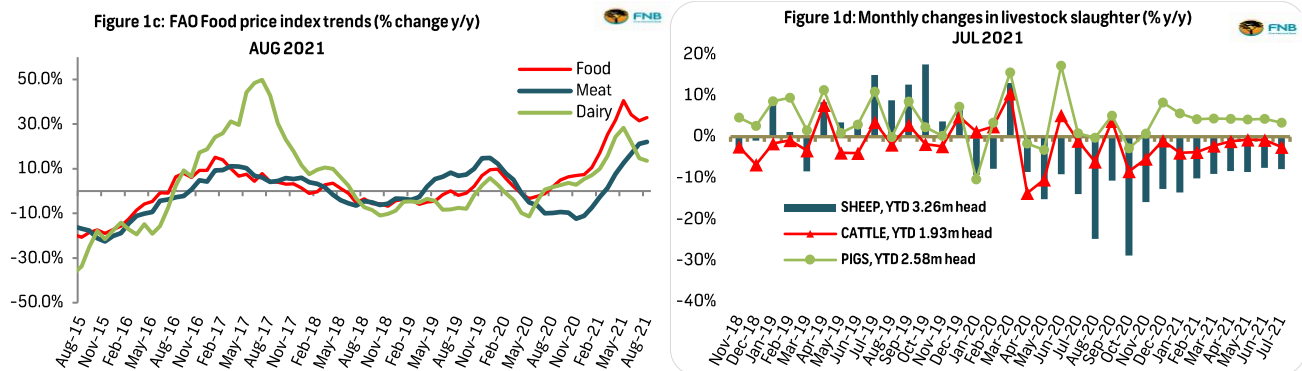 Figure 1c: FAO Food price index trends (% change y/y)
AUG 2021
FNB
50.0%
30.0%
10.0%
-10.0%
-30.0%
-50.0%
Food
Meat
Dairy
Aug-15
Nov-15
Feb-16
May-16
Aug-16
Nov-16
Feb-17
May-17
Aug-17
Nov-17
Feb-18
May-18
Aug-18
Nov-18
Feb-19
May-19
Aug-19
Nov-19
Feb-20
May-20
Aug-20
Nov-20
Feb-21
May-21
Aug-21
Figure 1d: Monthly changes in livestock slaughter (% y/y)
JUL 2021
FNB
20%
10%
0%
-10%
-20%
-30%
-40%
SHEEP, YTD 3.26m head
CATTLE, YTD 1.93m head
PIGS, YTD 2.58m head
Nov-18
Dec-18
Jan-19
Feb-19
Mar-19
Apr-19
May-19
Jun-19
Jul-19
Aug-19
Sep-19
Oct-19
Nov-19
Dec-19
Jan-20
Feb-20
Mar-20
Apr-20
May-20
Jun-20
Jul-20
Aug-20
Sep-20
Oct-20
Nov-20
Dec-20
Jan-21
Feb-21
Mar-21
Apr-21
May-21
Jun-21
Jul-21